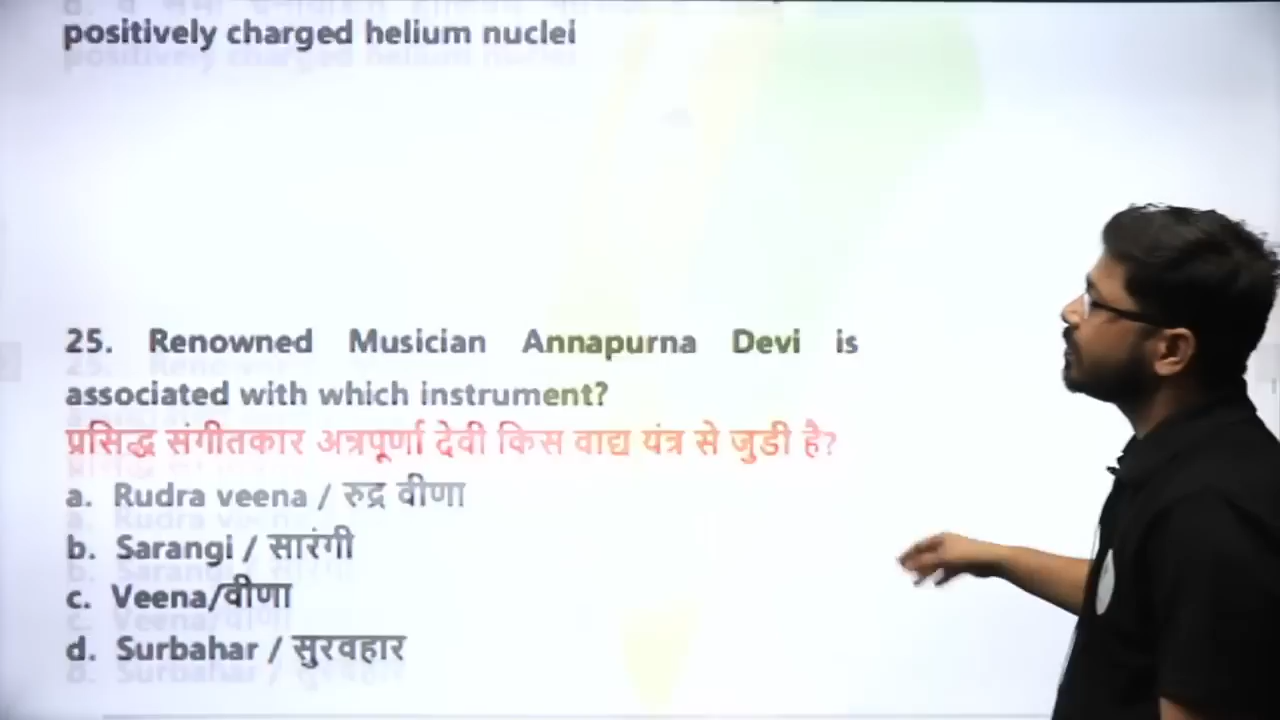 positively charged helium nuclei
25. Renowned Musician Annapurna Devi is
associated with which instrument?
प्रसिद्ध संगीतकार अन्नपूर्णा देवी किस वाद्य यंत्र से जुडी है?
a. Rudra veena / रुद्र वीणा
b. Sarangi / सारंगी
c. Veena/वीणा
d. Surbahar / सुरवहार